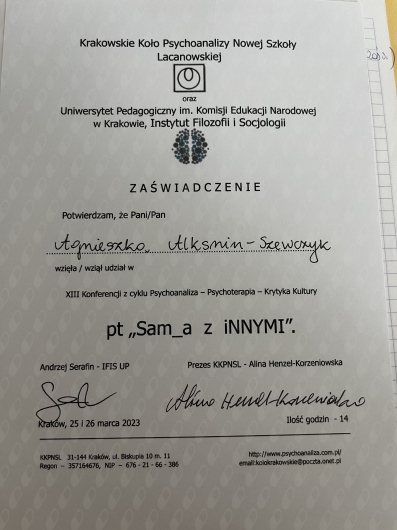 Krakowskie Koło Psychoanalizy Nowej Szkoły
Lacanowskiej
oraz
Uniwersytet Pedagogiczny im. Komisji Edukacji Narodowej
w Krakowie, Instytut Filozofii i Socjologii
ZAŚWIADCZENIE
Potwierdzam, że Pani/Pan
Agnieszka Alksnin-Szewczyk
wzięła / wziął udział w
XIII Konferencji z cyklu Psychoanaliza – Psychoterapia – Krytyka Kultury
pt „Sam_a z iNNYMI”.
Andrzej Serafin - IFIS UP
Prezes KKPNSL - Alina Henzel-Korzeniowska
Alina Henzel-Korzeniowska
Kraków, 25 i 26 marca 2023
Ilość godzin - 14
KKPNSL 31-144 Kraków, ul. Biskupia 10 m. 11
http://www.psychoanaliza.com.pl/
Regon – 357164676, NIP – 676 - 21 - 66 - 386
email:kolokrakowskie@poczta.onet.pl